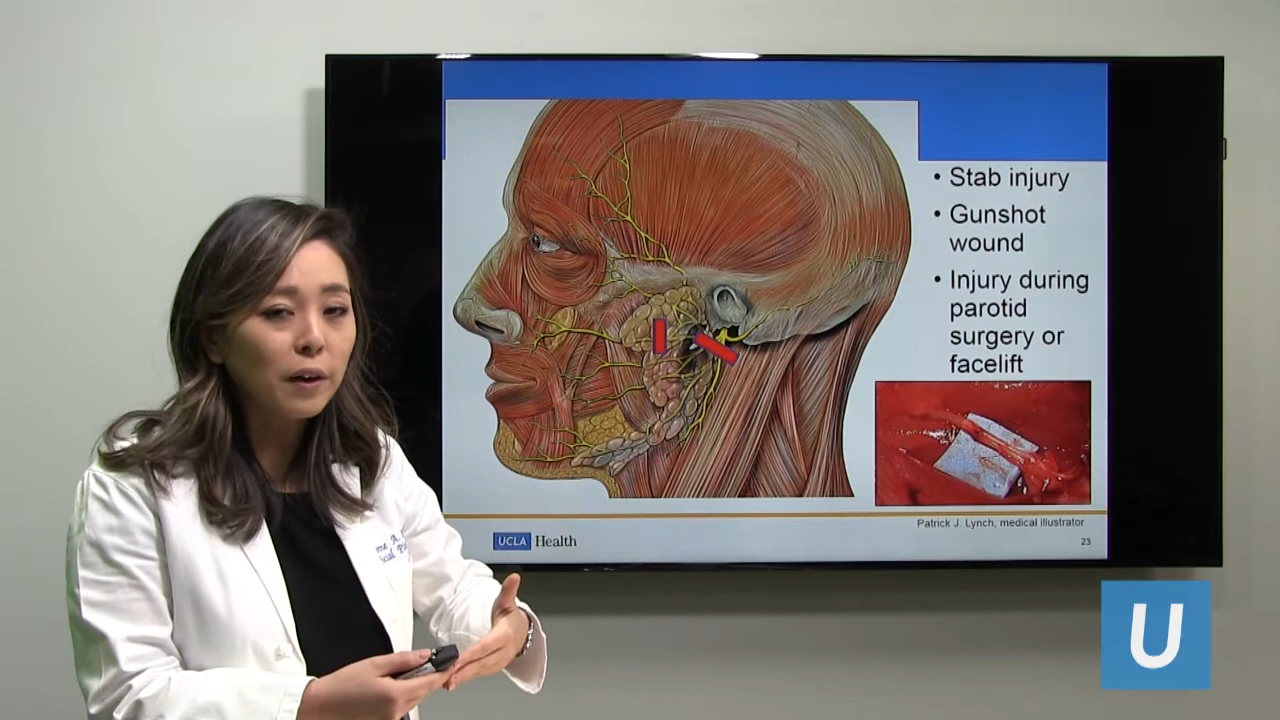 • Stab injury
• Gunshot
wound
• Injury during
parotid
surgery or
facelift
Patrick J. Lynch, medical illustrator
UCLA Health
23
A.
U